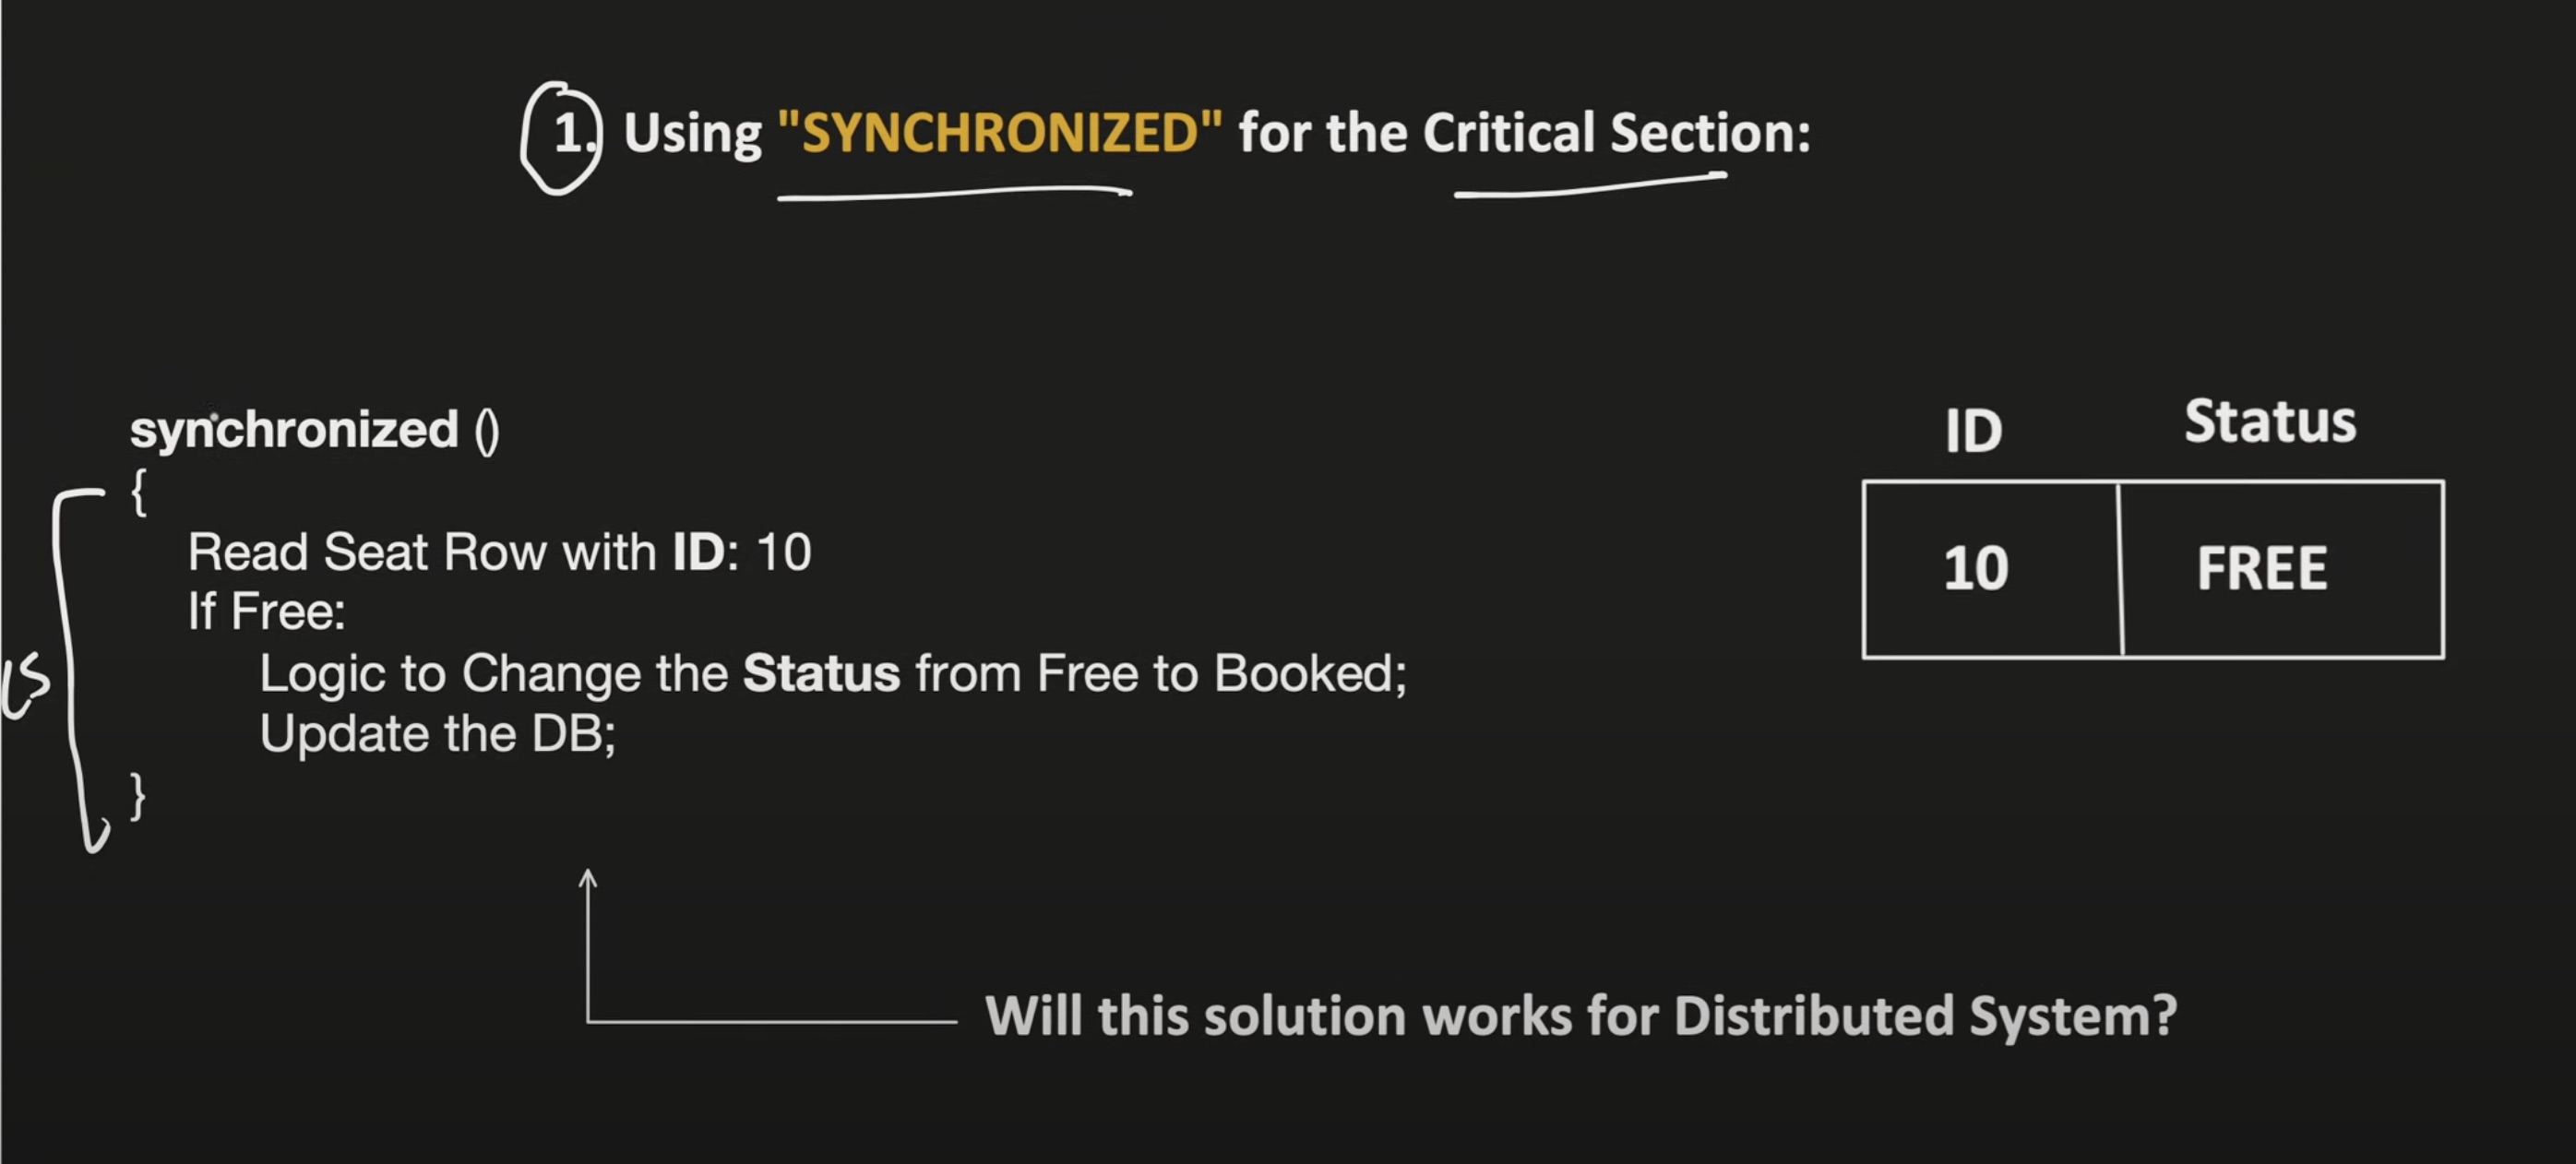 1. Using "SYNCHRONIZED" for the Critical Section:
synchronized ()
{
Read Seat Row with ID: 10
If Free:
Logic to Change the Status from Free to Booked;
Update the DB;
}
CS
ID Status
10 FREE
Will this solution works for Distributed System?